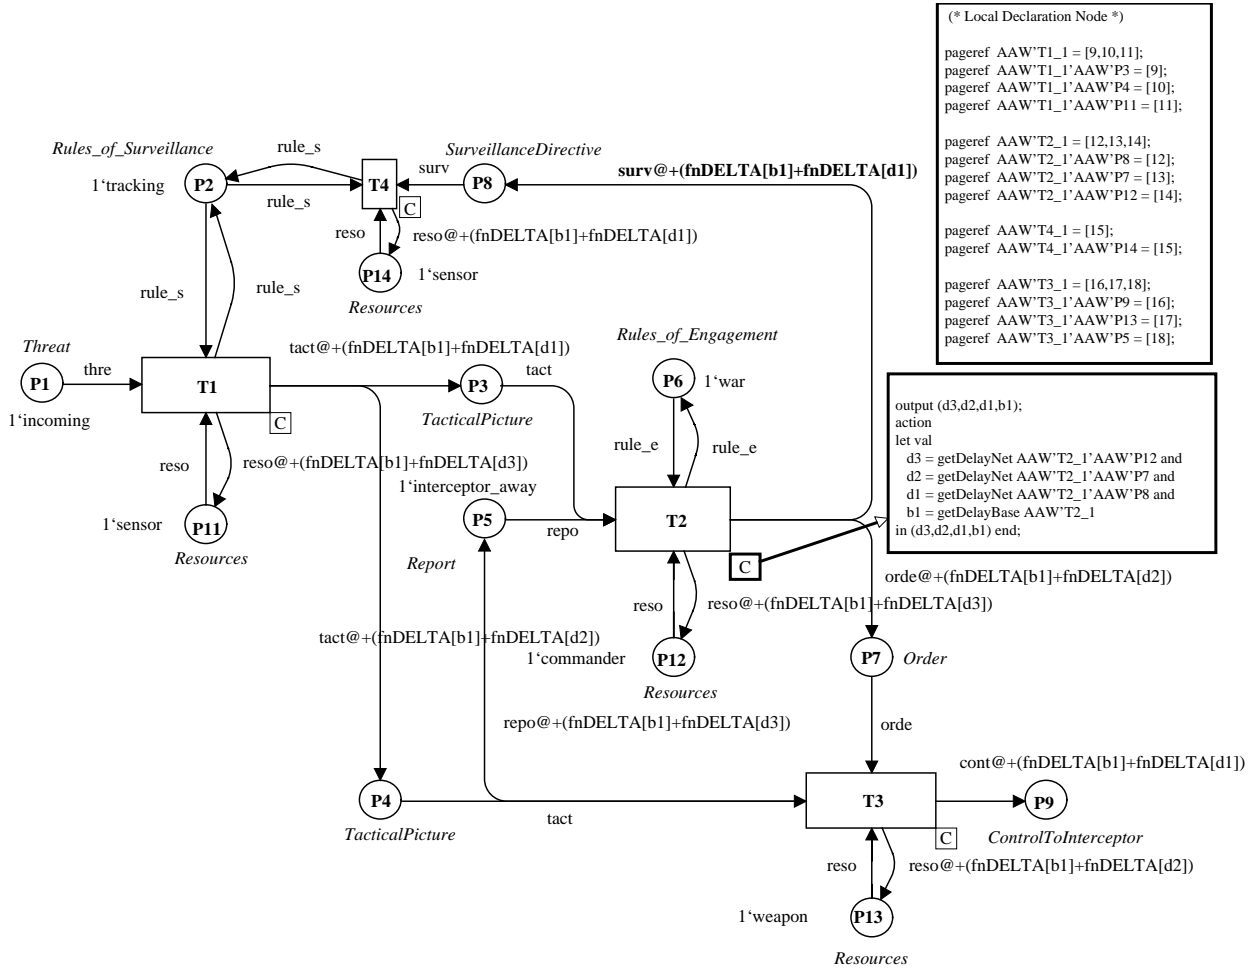 (* Local Declaration Node *)
pageref AAW'T1_1 = [9,10,11];
pageref AAW'T1_1'AAW'P3 = [9];
pageref AAW'T1_1'AAW'P4 = [10];
pageref AAW'T1_1'AAW'P11 = [11];
pageref AAW'T2_1 = [12,13,14];
pageref AAW'T2_1'AAW'P8 = [12];
pageref AAW'T2_1'AAW'P7 = [13];
pageref AAW'T2_1'AAW'P12 = [14];
pageref AAW'T4_1 = [15];
pageref AAW'T4_1'AAW'P14 = [15];
pageref AAW'T3_1 = [16,17,18];
pageref AAW'T3_1'AAW'P9 = [16];
pageref AAW'T3_1'AAW'P13 = [17];
pageref AAW'T3_1'AAW'P5 = [18];
Rules_of_Surveillance
rule_s
SurveillanceDirective
surv
surv@+(fnDELTA[b1]+fnDELTA[d1])
P2
T4
P8
1‘tracking
rule_s
C
reso
reso@+(fnDELTA[b1]+fnDELTA[d1])
P14
1‘sensor
Resources
rule_s
rule_s
Threat
thre
P1
T1
1‘incoming
C
tact@+(fnDELTA[b1]+fnDELTA[d1])
tact
P3
TacticalPicture
Rules_of_Engagement
P6
1‘war
rule_e
rule_e
output (d3,d2,d1,b1);
action
let val
d3 = getDelayNet AAW'T2_1'AAW'P12 and
d2 = getDelayNet AAW'T2_1'AAW'P7 and
d1 = getDelayNet AAW'T2_1'AAW'P8 and
b1 = getDelayBase AAW'T2_1
in (d3,d2,d1,b1) end;
reso
reso@+(fnDELTA[b1]+fnDELTA[d3])
1‘interceptor_away
1‘sensor
P11
Resources
P5
repo
Report
T2
C
orde@+(fnDELTA[b1]+fnDELTA[d2])
reso
reso@+(fnDELTA[b1]+fnDELTA[d3])
tact@+(fnDELTA[b1]+fnDELTA[d2])
1‘commander
P12
Resources
P7
Order
repo@+(fnDELTA[b1]+fnDELTA[d3])
orde
cont@+(fnDELTA[b1]+fnDELTA[d1])
P4
TacticalPicture
tact
T3
C
P9
ControlToInterceptor
reso
reso@+(fnDELTA[b1]+fnDELTA[d2])
1‘weapon
P13
Resources